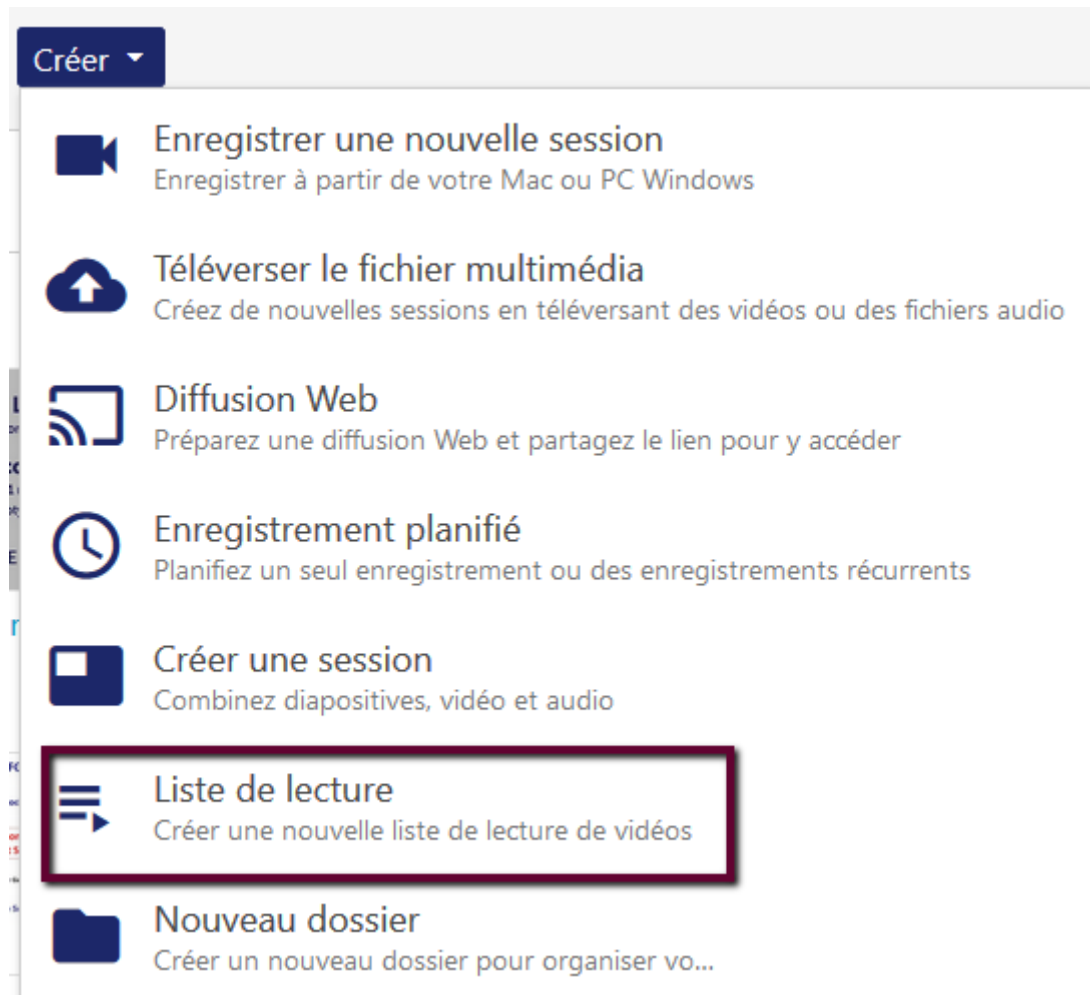 Créer
Enregistrer une nouvelle session
Enregistrer à partir de votre Mac ou PC Windows
Téléverser le fichier multimédia
Créez de nouvelles sessions en téléversant des vidéos ou des fichiers audio
Diffusion Web
Préparez une diffusion Web et partagez le lien pour y accéder
Enregistrement planifié
Planifiez un seul enregistrement ou des enregistrements récurrents
Créer une session
Combinez diapositives, vidéo et audio
Liste de lecture
Créer une nouvelle liste de lecture de vidéos
Nouveau dossier
Créer un nouveau dossier pour organiser vo...